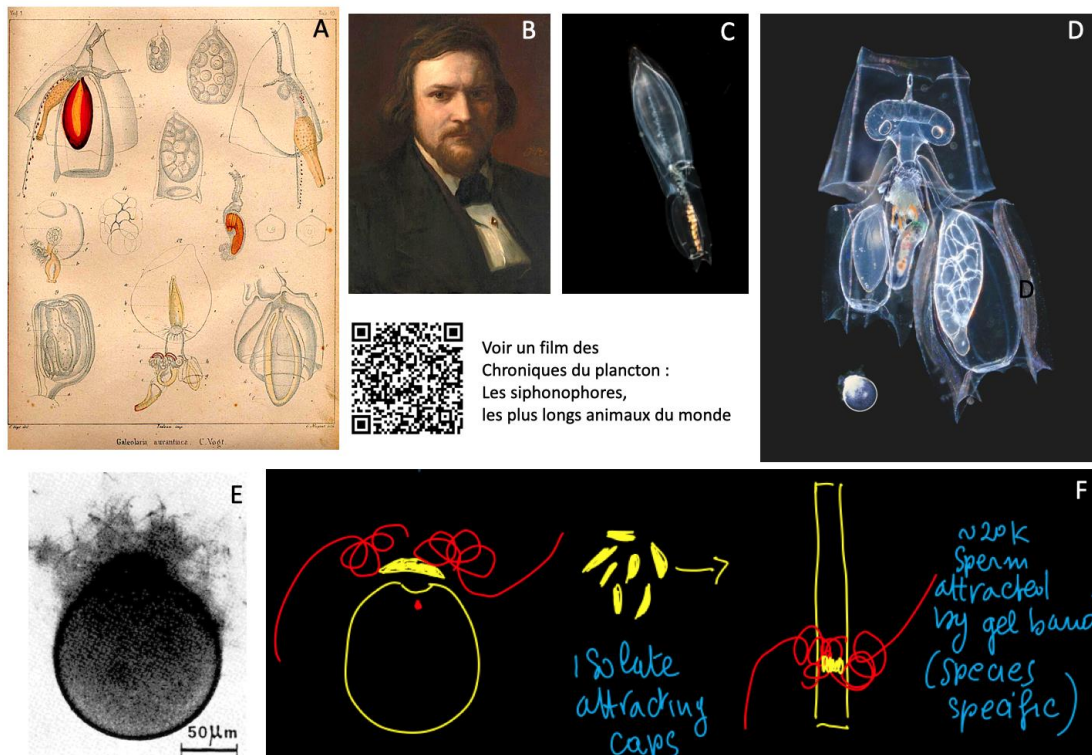 A
B
C
D
D
Galeolaria aurantiaca. C. Vogt.
Voir un film des
Chroniques du plancton :
Les siphonophores,
les plus longs animaux du monde
E
50µm
F
isolate
attracting
caps
~20K
sperm
attracted
by gel band
(species
specific)